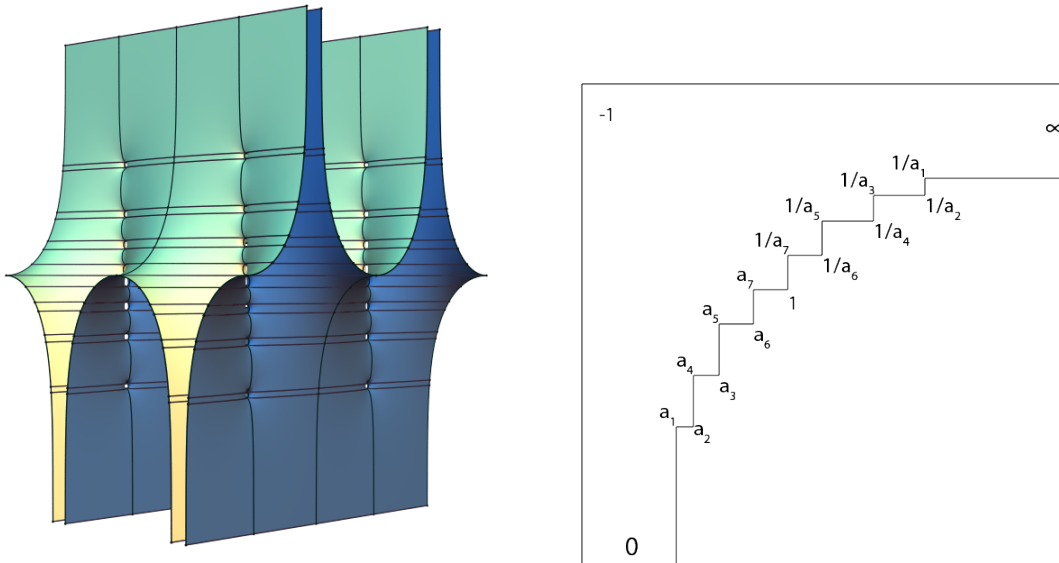 -1
∞
1/a₁
1/a₃
1/a₂
1/a₅
1/a₄
1/a₇
1/a₆
a₇
1
a₅
a₆
a₄
a₃
a₁
a₂
0